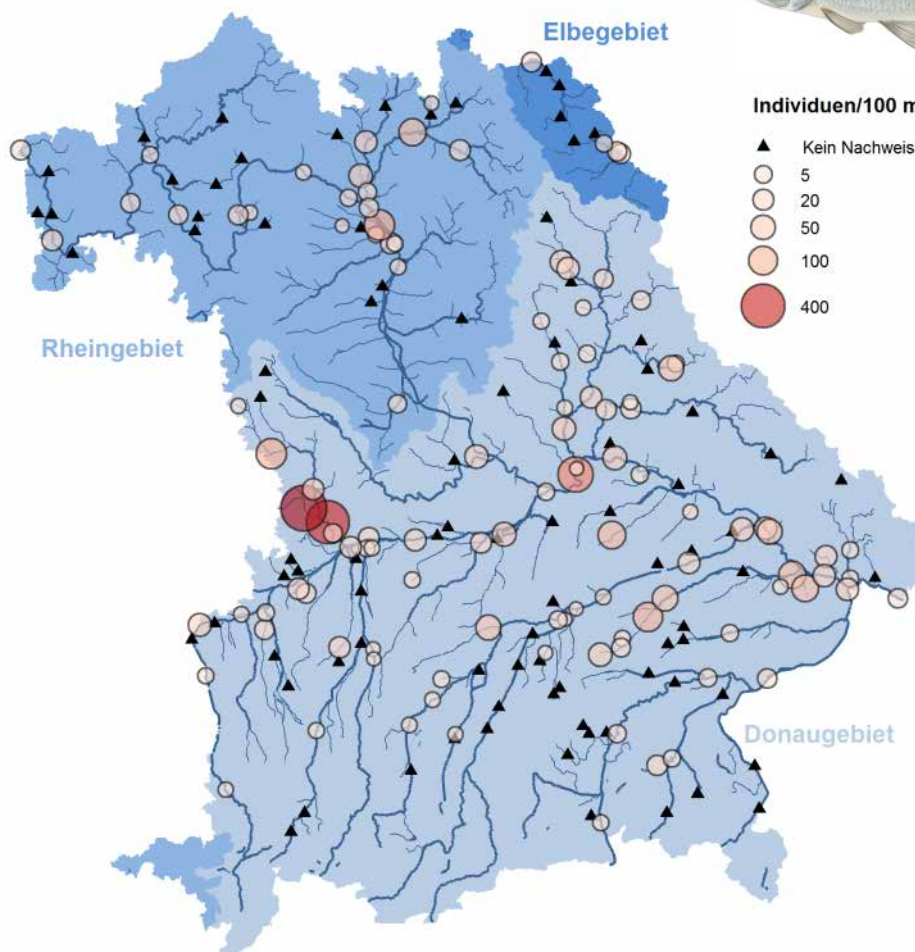 Elbegebiet
Individuen/100 m
Kein Nachweis
5
20
50
100
400
Rheingebiet
Donaugebiet